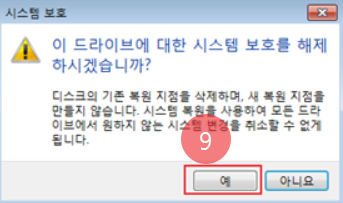 시스템 보호
이 드라이브에 대한 시스템 보호를 해제
하시겠습니까?
디스크의 기존 복원 지점을 삭제하며, 새 복원 지점을
만들지 않습니다. 시스템 복원을 사용하여 모든 드라
이브에서 원하지 않는 시스템 변경을 취소할 수 없게
됩니다.
9
예
아니요